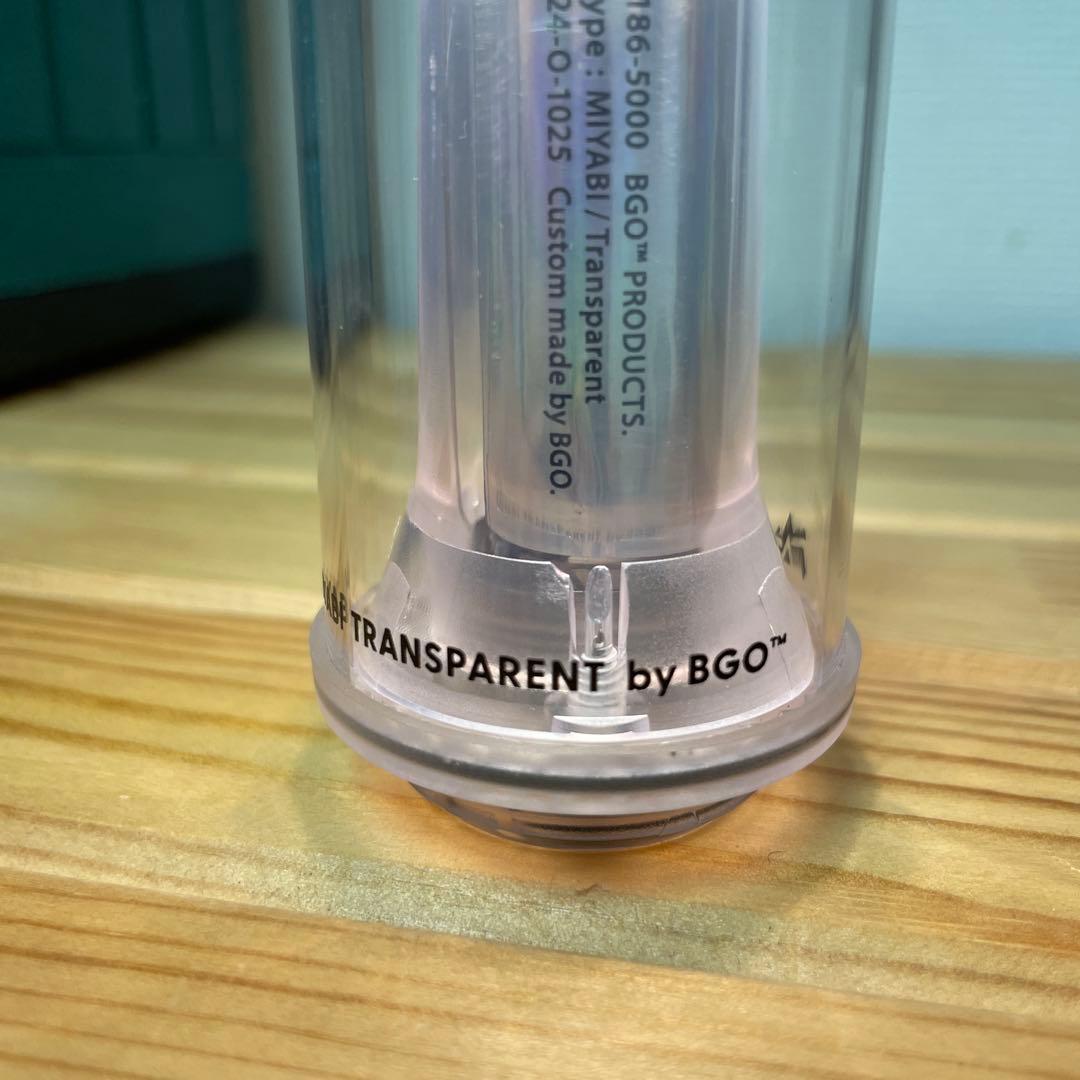 186-5000 BGO™ PRODUCTS.
ype : MIYABI / Transparent
24-O-1025 Custom made by BGO.
TRANSPARENT by BGO™